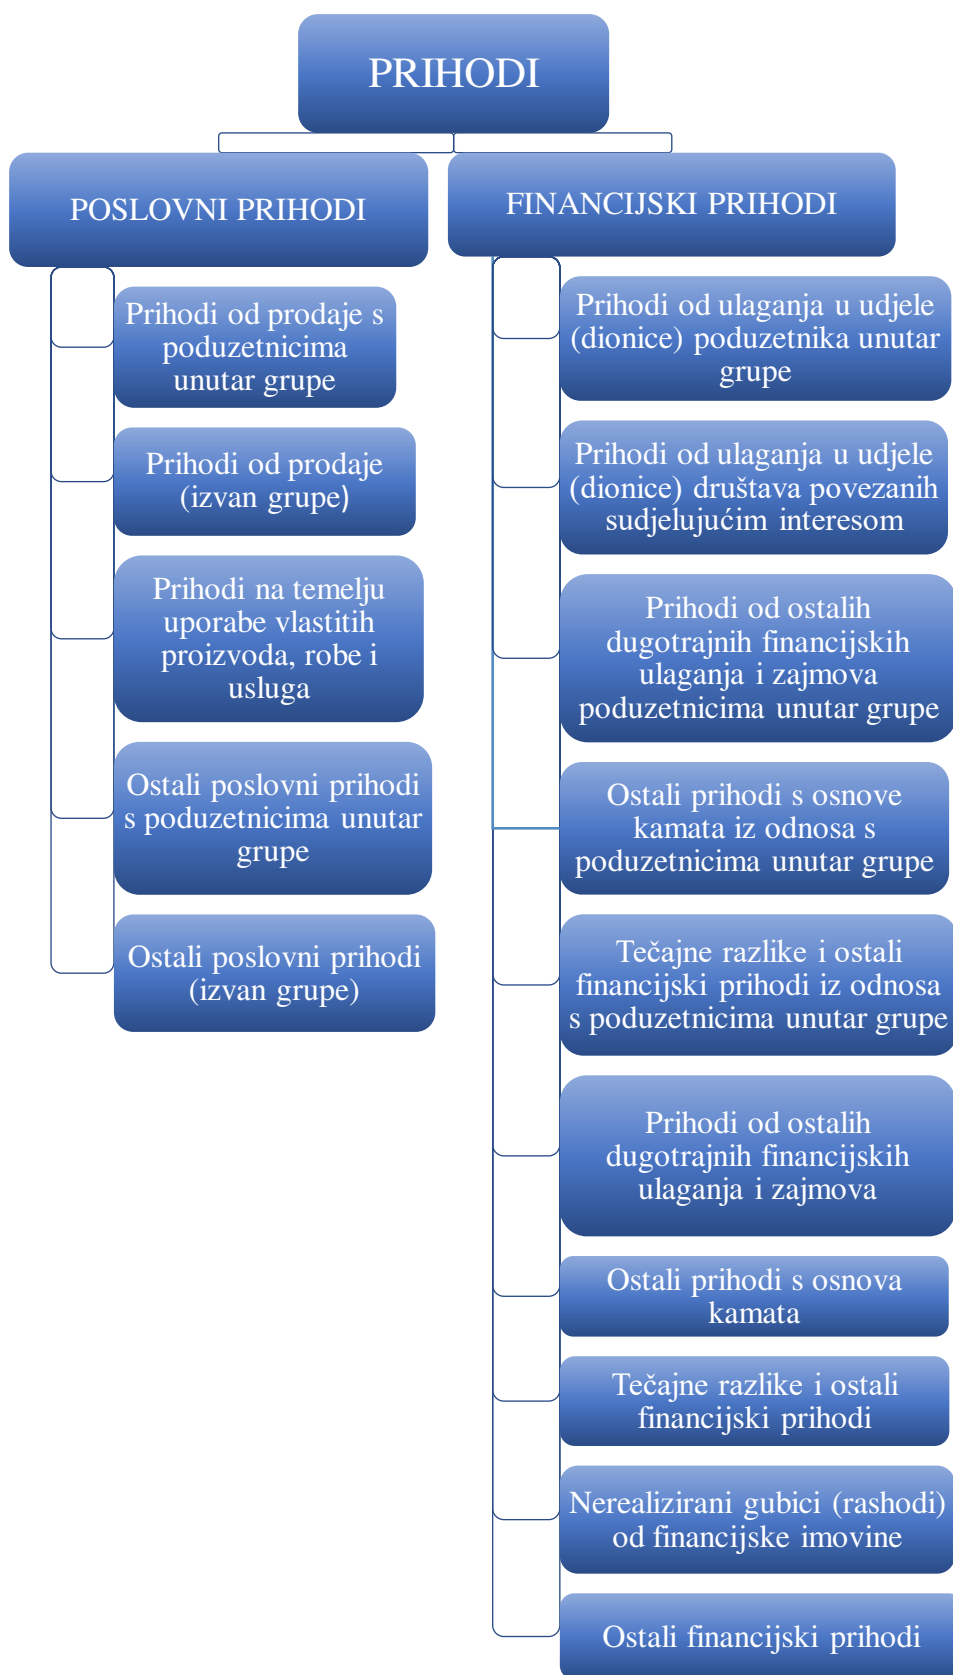 PRIHODI
POSLOVNI PRIHODI
Prihodi od prodaje s
poduzetnicima
unutar grupe
Prihodi od prodaje
(izvan grupe)
Prihodi na temelju
uporabe vlastitih
proizvoda, robe i
usluga
Ostali poslovni prihodi
s poduzetnicima unutar
grupe
Ostali poslovni prihodi
(izvan grupe)
FINANCIJSKI PRIHODI
Prihodi od ulaganja u udjele
(dionice) poduzetnika unutar
grupe
Prihodi od ulaganja u udjele
(dionice) društava povezanih
sudjelujućim interesom
Prihodi od ostalih
dugotrajnih financijskih
ulaganja i zajmova
poduzetnicima unutar grupe
Ostali prihodi s osnove
kamata iz odnosa s
poduzetnicima unutar grupe
Tečajne razlike i ostali
financijski prihodi iz odnosa
s poduzetnicima unutar grupe
Prihodi od ostalih
dugotrajnih financijskih
ulaganja i zajmova
Ostali prihodi s osnova
kamata
Tečajne razlike i ostali
financijski prihodi
Nerealizirani gubici (rashodi)
od financijske imovine
Ostali financijski prihodi